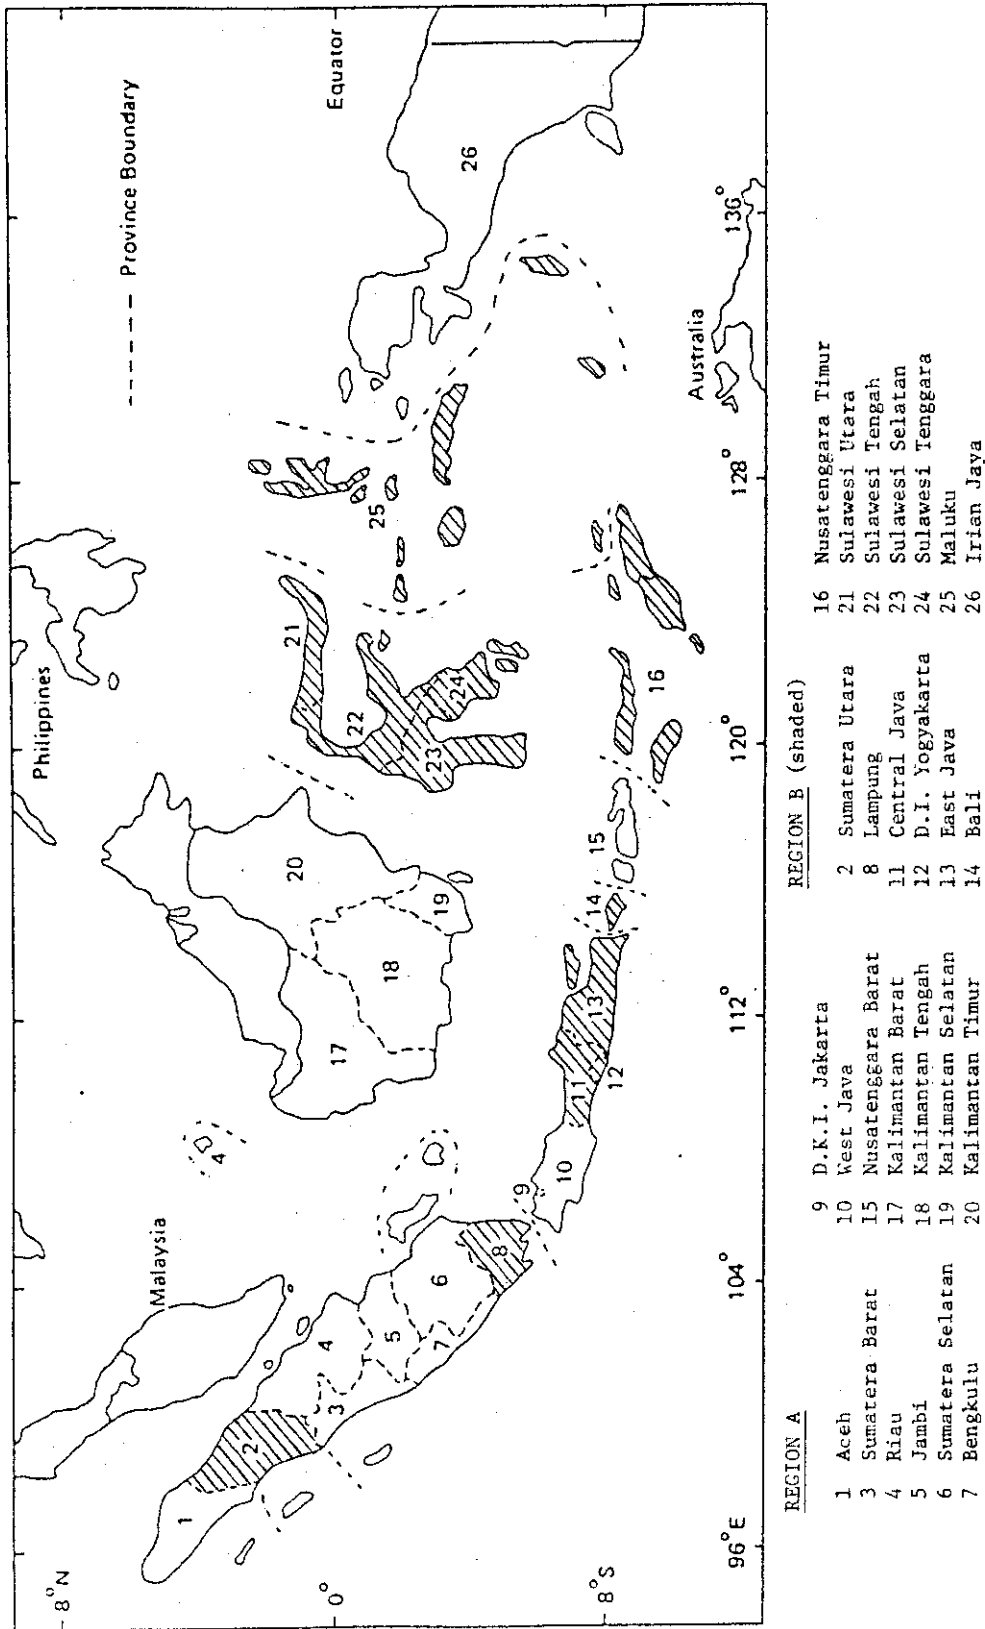 Province Boundary
Equator
Philippines
Malaysia
Australia
8°N
0°
8°S
96°E
104°
112°
120°
128°
136°
1
2
3
4
4
5
6
7
8
9
10
11
12
13
14
15
16
17
18
19
20
21
22
23
24
25
26
REGION A
1 Aceh
3 Sumatera Barat
4 Riau
5 Jambi
6 Sumatera Selatan
7 Bengkulu
9 D.K.I. Jakarta
10 West Java
15 Nusatenggara Barat
17 Kalimantan Barat
18 Kalimantan Tengah
19 Kalimantan Selatan
20 Kalimantan Timur
REGION B (shaded)
2 Sumatera Utara
8 Lampung
11 Central Java
12 D.I. Yogyakarta
13 East Java
14 Bali
16 Nusatenggara Timur
21 Sulawesi Utara
22 Sulawesi Tengah
23 Sulawesi Selatan
24 Sulawesi Tenggara
25 Maluku
26 Irian Jaya